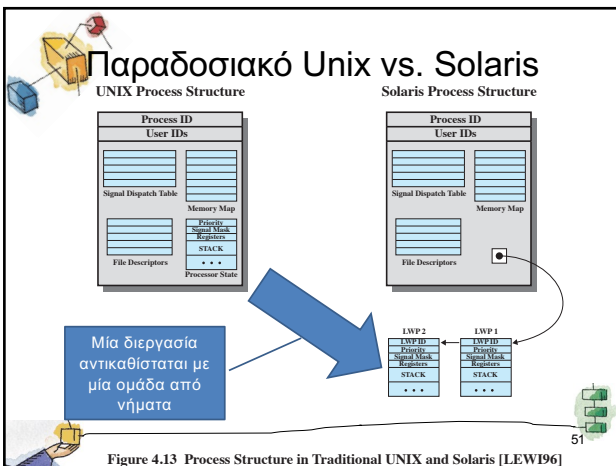 Παραδοσιακό Unix vs. Solaris
UNIX Process Structure
Process ID
User IDs
Signal Dispatch Table
Memory Map
File Descriptors
Priority
Signal Mask
Registers
STACK
• • •
Processor State
Solaris Process Structure
Process ID
User IDs
Signal Dispatch Table
Memory Map
File Descriptors
LWP 2
LWP ID
Priority
Signal Mask
Registers
STACK
• • •
LWP 1
LWP ID
Priority
Signal Mask
Registers
STACK
• • •
Μία διεργασία
αντικαθίσταται με
μία ομάδα από
νήματα
51
Figure 4.13 Process Structure in Traditional UNIX and Solaris [LEWI96]